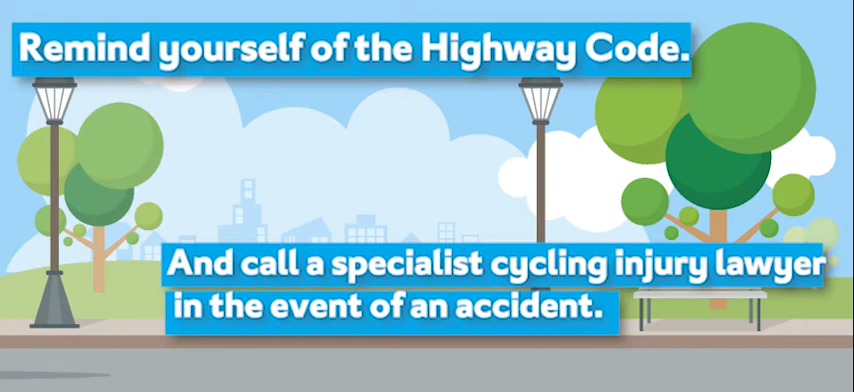 Remind yourself of the Highway Code.
And call a specialist cycling injury lawyer
in the event of an accident.